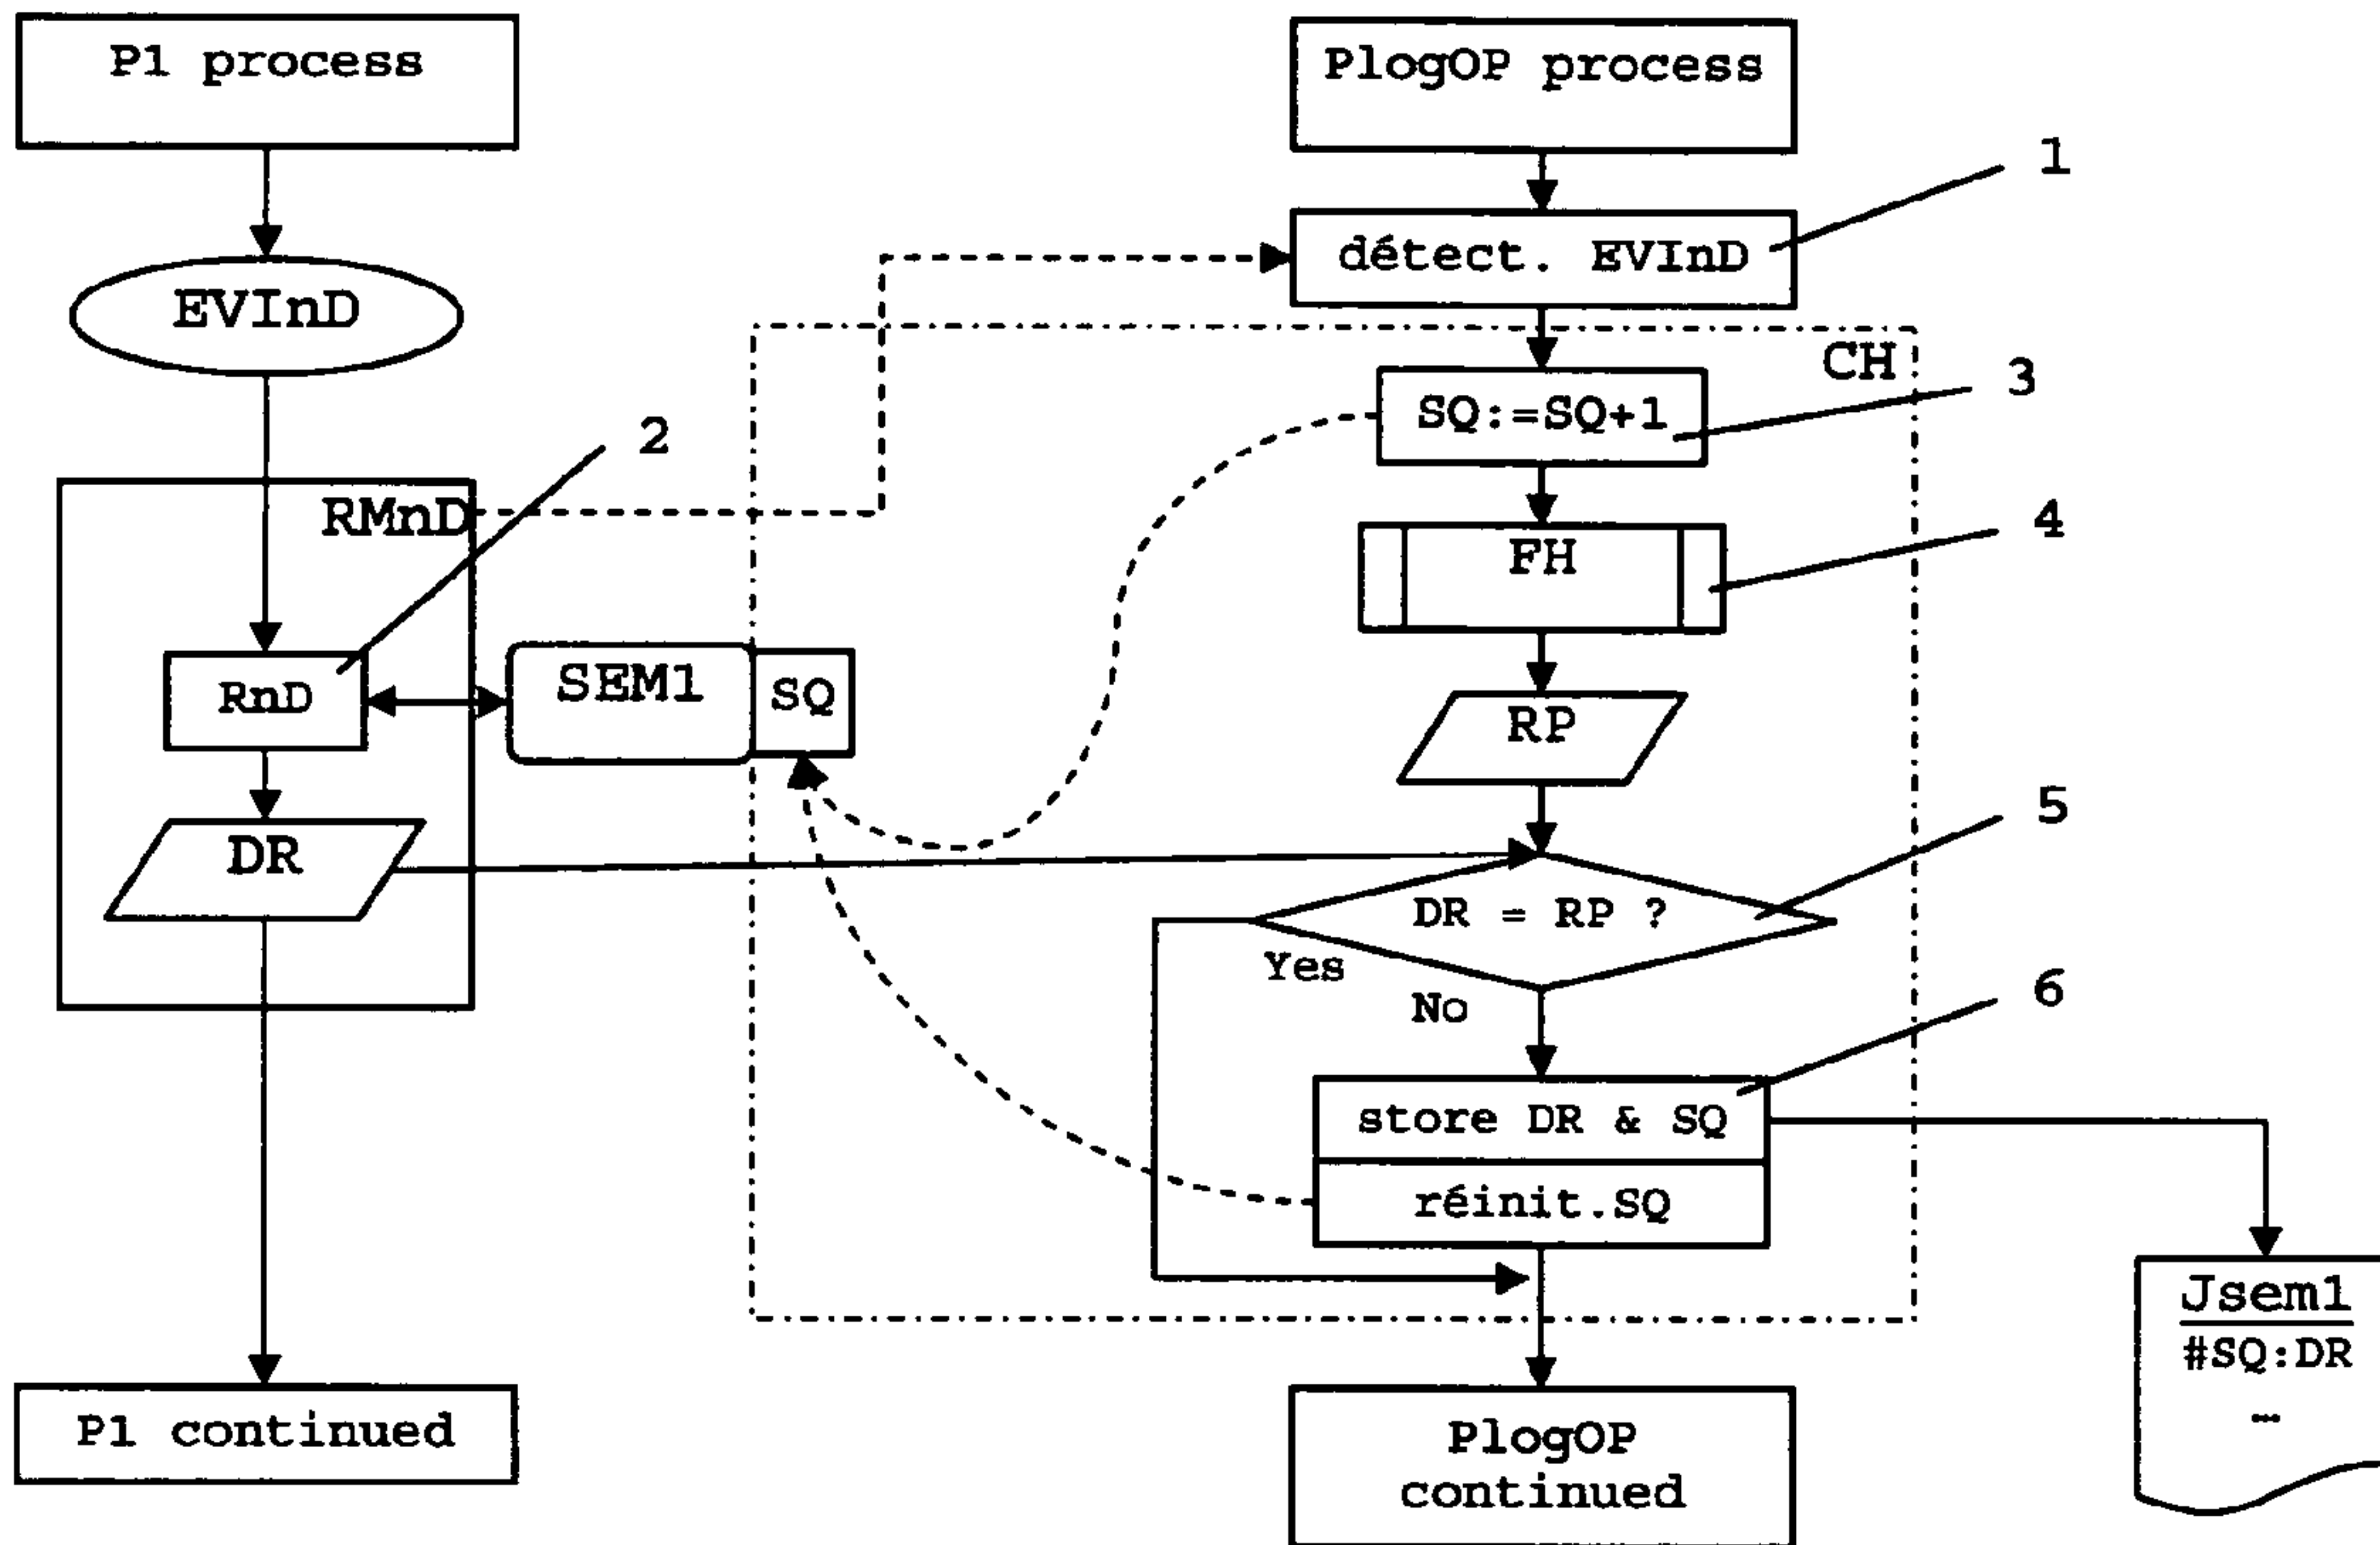 P1 process
PlogOP process
1
détect. EVInD
EVInD
CH
3
SQ:=SQ+1
2
RMnD
4
FH
RnD
SEM1
SQ
RP
5
DR
DR = RP ?
Yes
No
6
store DR & SQ
réinit.SQ
Jsem1
#SQ:DR
…
P1 continued
PlogOP
continued